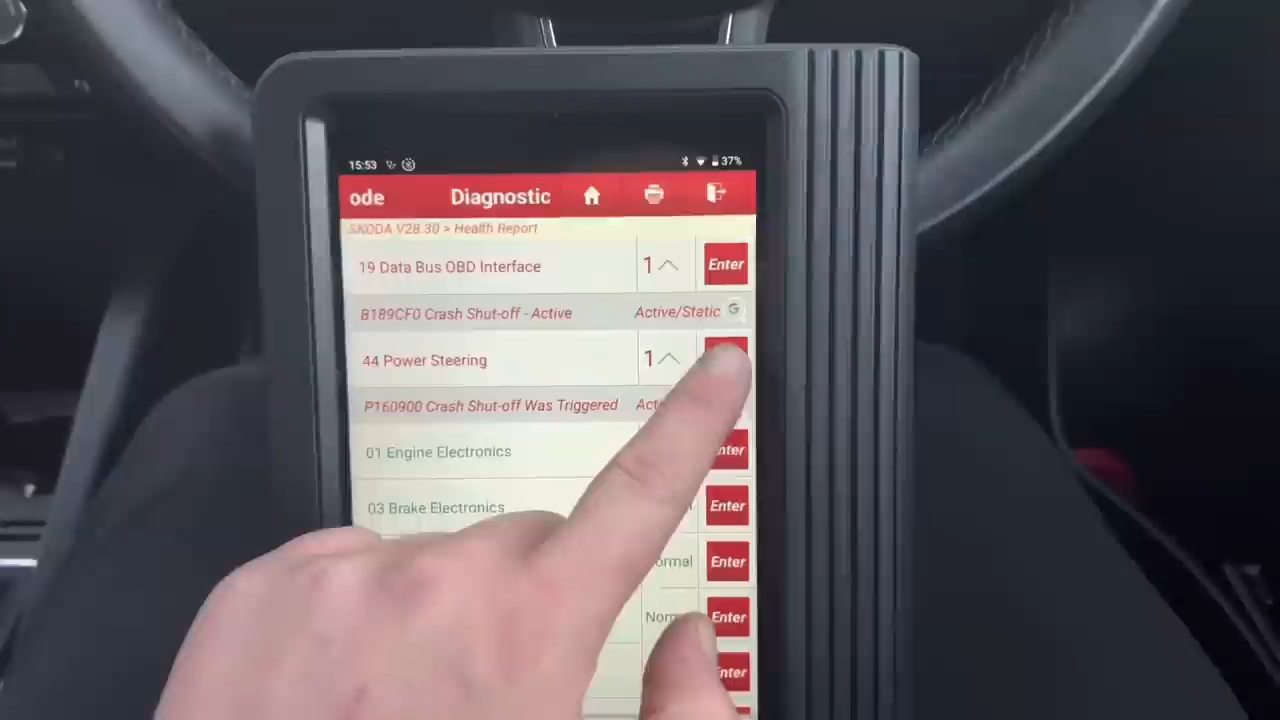 15:53 37%
ode Diagnostic
SKODA V28.30 > Health Report
19 Data Bus OBD Interface 1 Enter
B189CF0 Crash Shut-off - Active Active/Static G
44 Power Steering 1
P160900 Crash Shut-off Was Triggered
01 Engine Electronics
03 Brake Electronics Enter
Enter
Enter